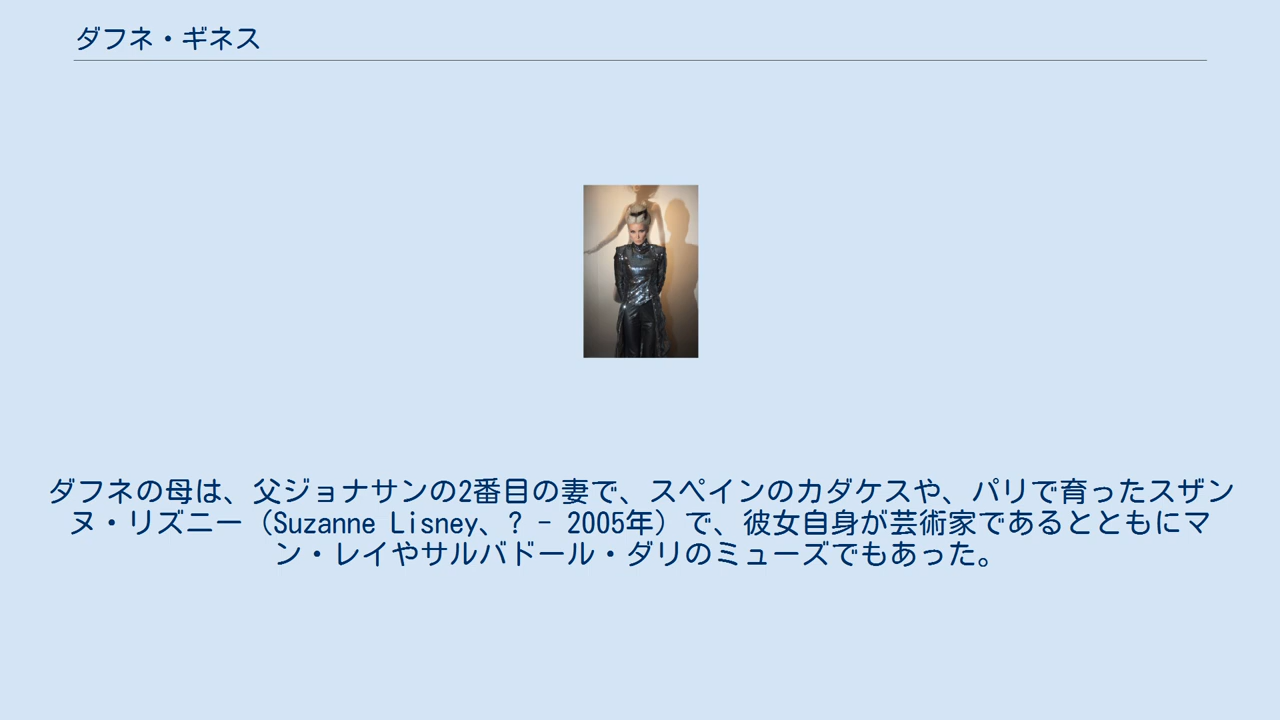 ダフネ・ギネス
ダフネの母は、父ジョナサンの2番目の妻で、スペインのカダケスや、パリで育ったスザン
ヌ・リズニー（Suzanne Lisney、? - 2005年）で、彼女自身が芸術家であるとともにマ
ン・レイやサルバドール・ダリのミューズでもあった。